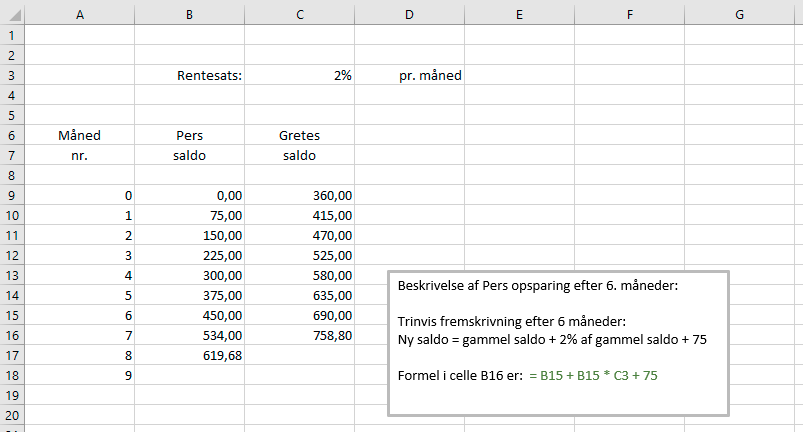 A B C D E F G
1
2
3 Rentesats: 2% pr. måned
4
5
6 Måned Pers Gretes
7 nr. saldo saldo
8
9 0 0,00 360,00
10 1 75,00 415,00
11 2 150,00 470,00
12 3 225,00 525,00
13 4 300,00 580,00
14 5 375,00 635,00
15 6 450,00 690,00
16 7 534,00 758,80
17 8 619,68
18 9
19
20
Beskrivelse af Pers opsparing efter 6. måneder:
Trinvis fremskrivning efter 6 måneder:
Ny saldo = gammel saldo + 2% af gammel saldo + 75
Formel i celle B16 er: = B15 + B15 * C3 + 75